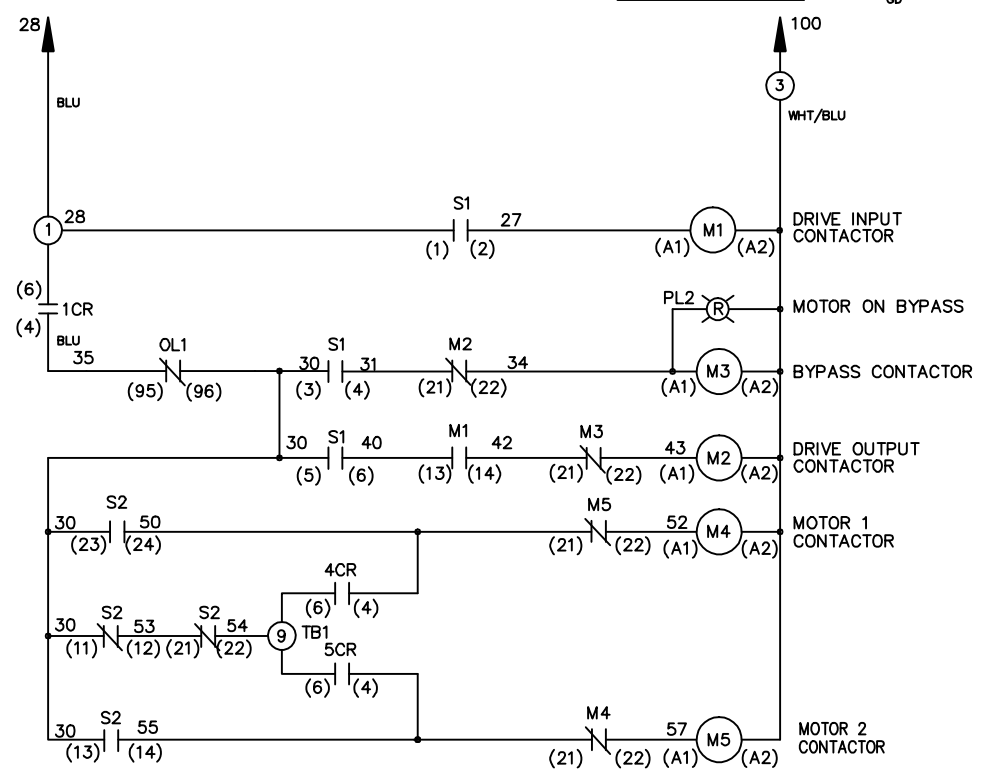 GD
28
100
3
BLU
WHT/BLU
1
28
S1
27
(1)
(2)
M1
(A1)
(A2)
DRIVE INPUT
CONTACTOR
(6)
1CR
(4)
PL2
R
MOTOR ON BYPASS
BLU
35
OL1
(95)
(96)
30
S1
31
(3)
(4)
M2
(21)
(22)
34
M3
(A1)
(A2)
BYPASS CONTACTOR
30
S1
40
(5)
(6)
M1
42
(13)
(14)
M3
(21)
(22)
43
M2
(A1)
(A2)
DRIVE OUTPUT
CONTACTOR
30
S2
50
(23)
(24)
M5
(21)
(22)
52
M4
(A1)
(A2)
MOTOR 1
CONTACTOR
4CR
(6)
(4)
30
S2
53
(11)
(12)
S2
54
(21)
(22)
9
TB1
5CR
(6)
(4)
30
S2
55
(13)
(14)
M4
(21)
(22)
57
M5
(A1)
(A2)
MOTOR 2
CONTACTOR